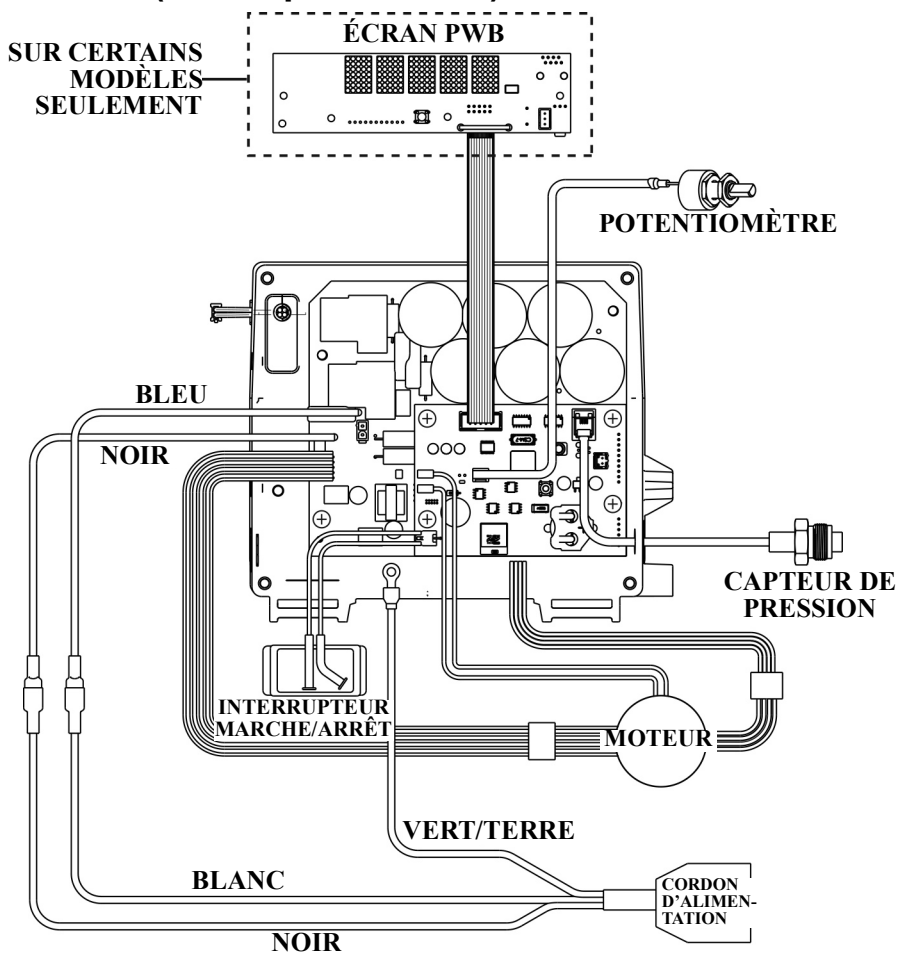 ÉCRAN PWB
SUR CERTAINS
MODÈLES
SEULEMENT
POTENTIOMÈTRE
BLEU
NOIR
CAPTEUR DE
PRESSION
INTERRUPTEUR
MARCHE/ARRÊT
MOTEUR
VERT/TERRE
BLANC
CORDON
D'ALIMEN-
TATION
NOIR